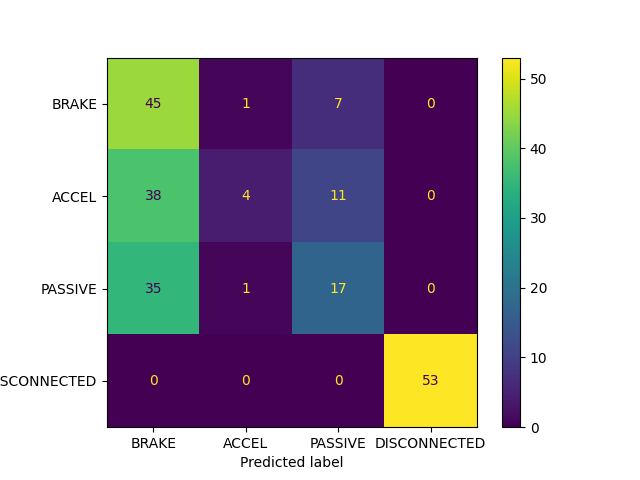 BRAKE 45 1 7 0
ACCEL 38 4 11 0
PASSIVE 35 1 17 0
SCONNECTED 0 0 0 53
BRAKE ACCEL PASSIVE DISCONNECTED
Predicted label
50
40
30
20
10
0